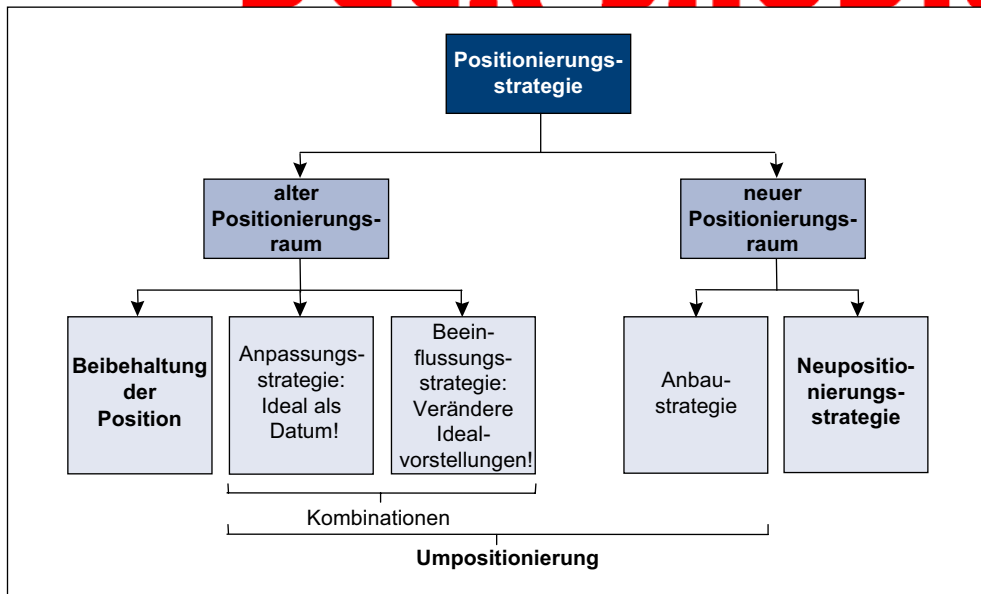 Positionierungs-
strategie
alter
Positionierungs-
raum
neuer
Positionierungs-
raum
Beibehaltung
der
Position
Anpassungs-
strategie:
Ideal als
Datum!
Beein-
flussungs-
strategie:
Verändere
Ideal-
vorstellungen!
Anbau-
strategie
Neupositio-
nierungs-
strategie
Kombinationen
Umpositionierung